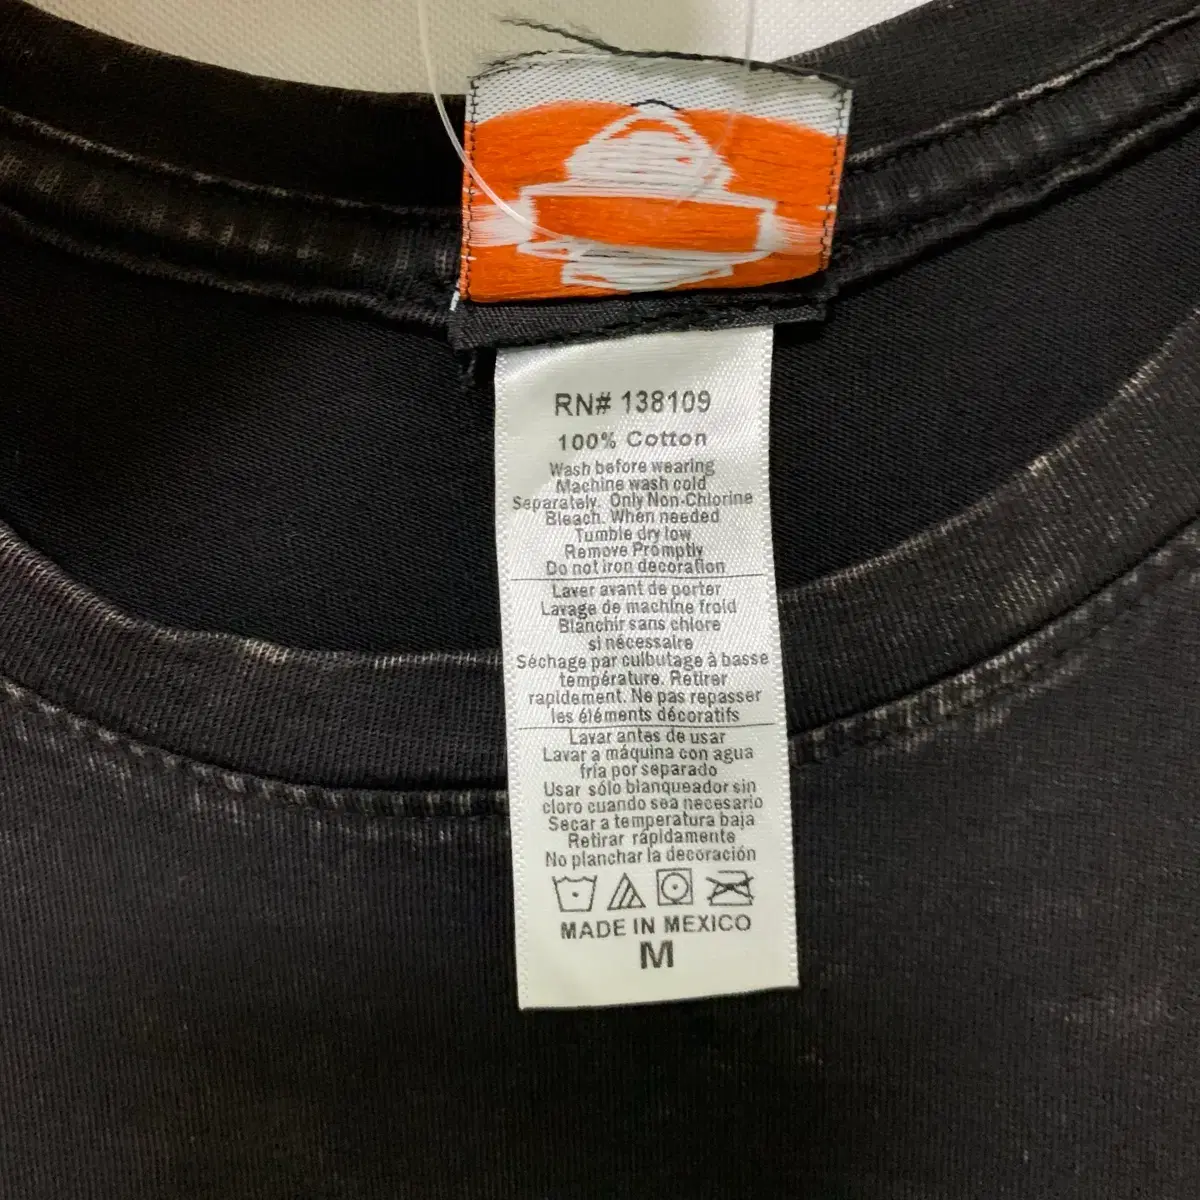 RN# 138109
100% Cotton
Wash before wearing
Machine wash cold
Separately. Only Non-Chlorine
Bleach. When needed
Tumble dry low
Remove Promptly
Do not iron decoration
Laver avant de porter
Lavage de machine froid
Blanchir sans chlore
si nécessaire
Séchage par culbutage à basse
température. Retirer
rapidement. Ne pas repasser
les éléments décoratifs
Lavar antes de usar
Lavar a máquina con agua
fría por separado
Usar sólo blanqueador sin
cloro cuando sea necesario
Secar a temperatura baja
Retirar rápidamente
No planchar la decoración
MADE IN MEXICO
M